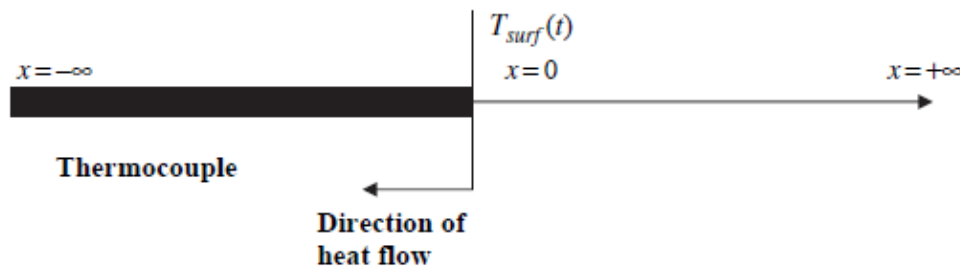 T_surf(t)
x=−∞ x=0 x=+∞
Thermocouple
Direction of
heat flow